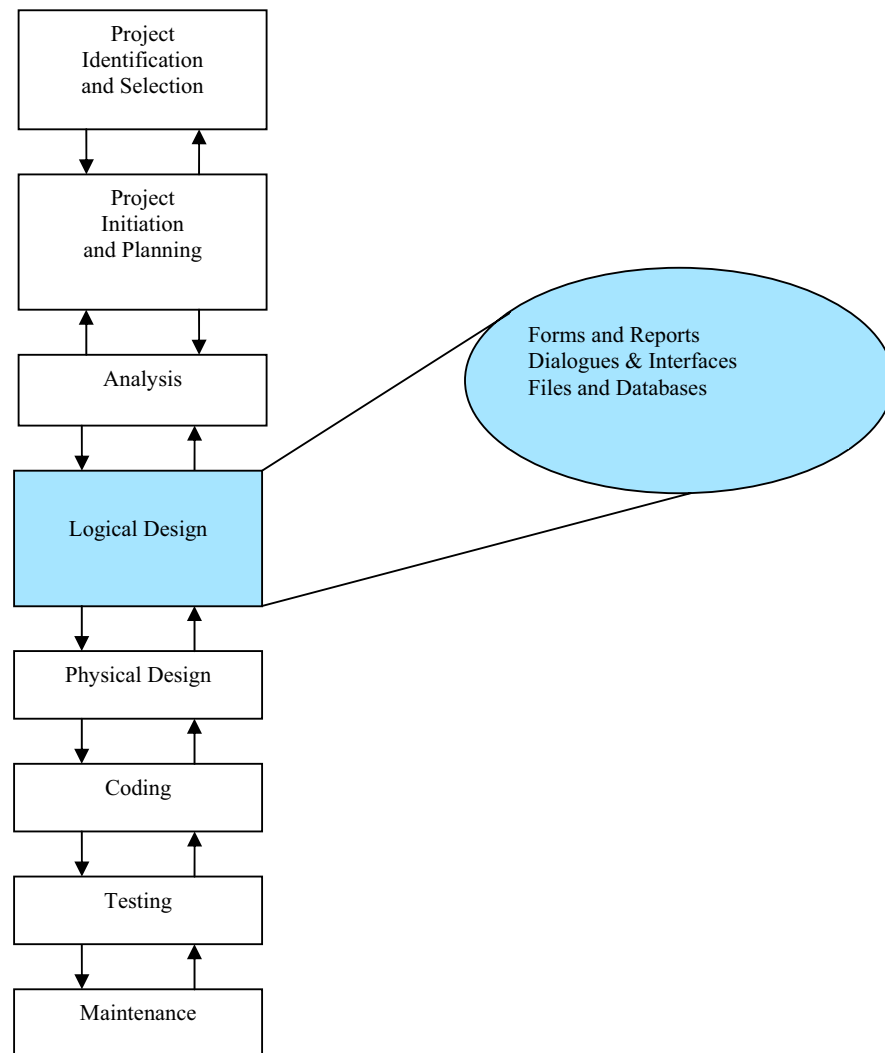 Project
Identification
and Selection
Project
Initiation
and Planning
Analysis
Logical Design
Forms and Reports
Dialogues & Interfaces
Files and Databases
Physical Design
Coding
Testing
Maintenance